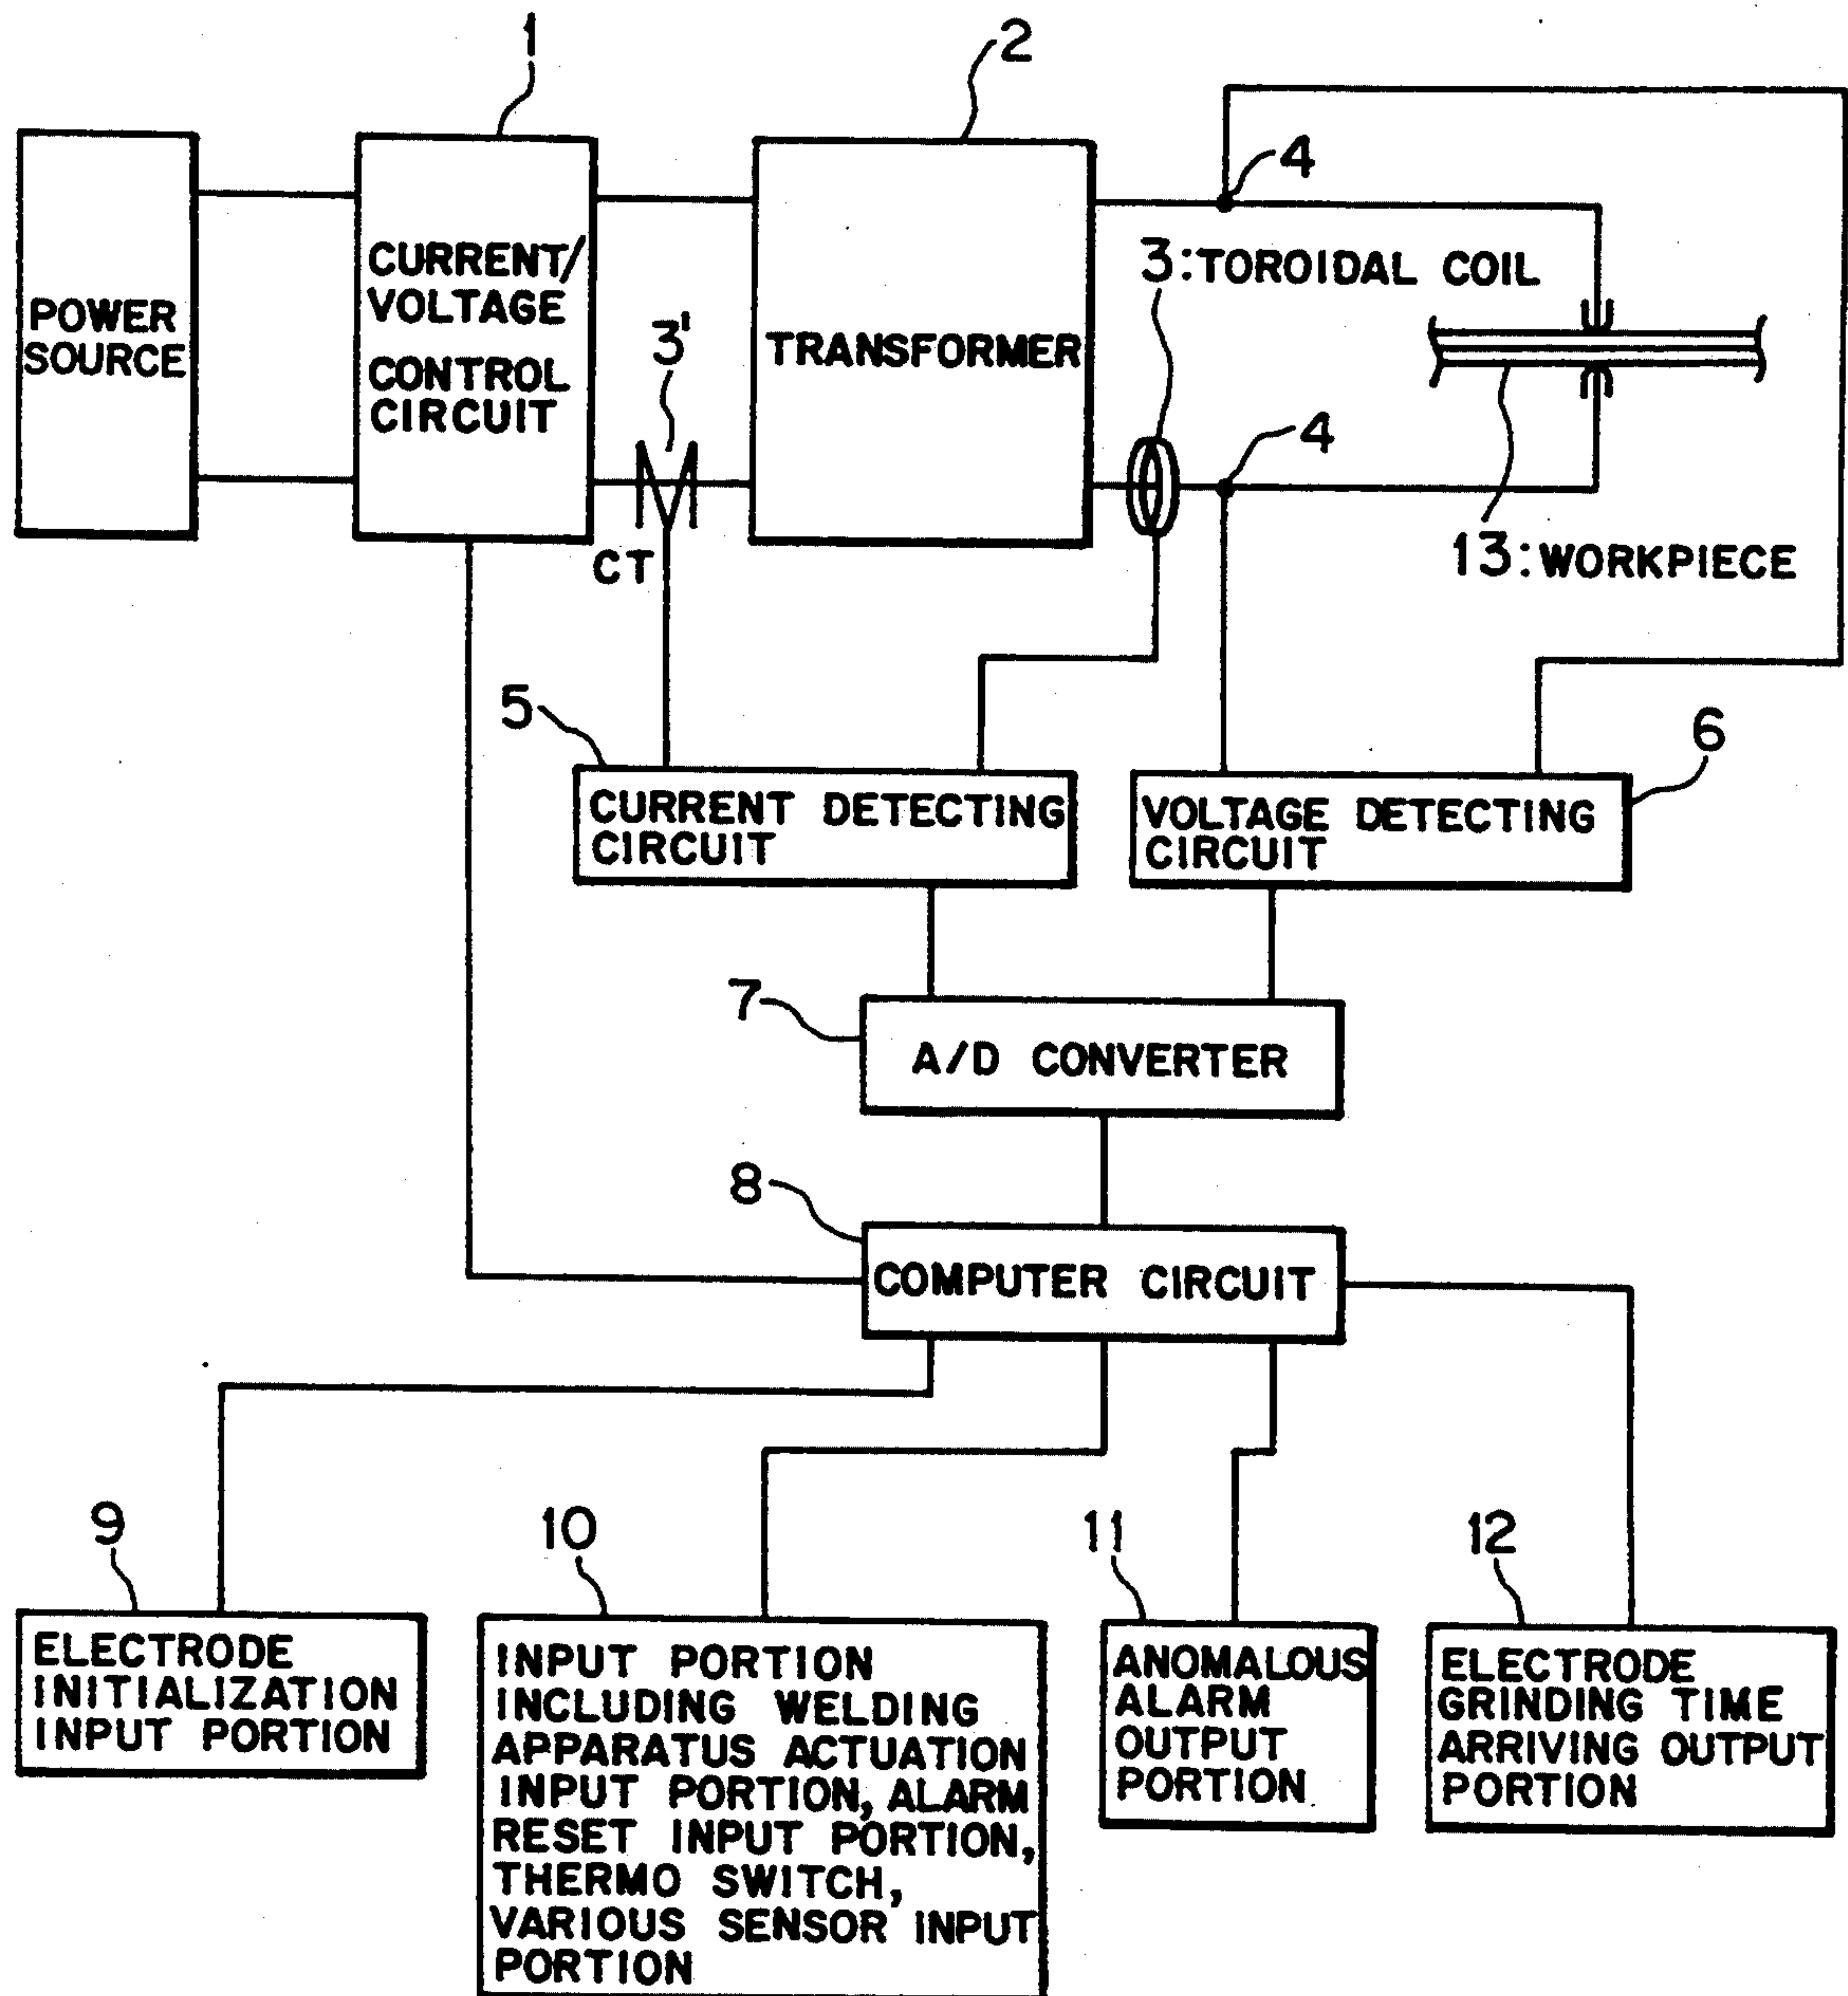 1
2
4
POWER
SOURCE
CURRENT/
VOLTAGE
CONTROL
CIRCUIT
3'
CT
TRANSFORMER
3:TOROIDAL COIL
4
13:WORKPIECE
5
CURRENT DETECTING
CIRCUIT
6
VOLTAGE DETECTING
CIRCUIT
7
A/D CONVERTER
8
COMPUTER CIRCUIT
9
ELECTRODE
INITIALIZATION
INPUT PORTION
10
INPUT PORTION
INCLUDING WELDING
APPARATUS ACTUATION
INPUT PORTION, ALARM
RESET INPUT PORTION,
THERMO SWITCH,
VARIOUS SENSOR INPUT
PORTION
11
ANOMALOUS
ALARM
OUTPUT
PORTION
12
ELECTRODE
GRINDING TIME
ARRIVING OUTPUT
PORTION